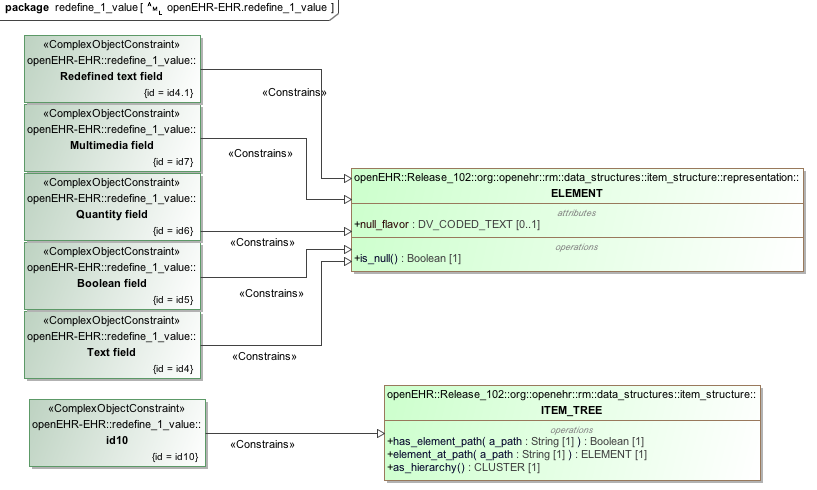 package redefine_1_value [ AML openEHR-EHR.redefine_1_value ]
«ComplexObjectConstraint»
openEHR-EHR::redefine_1_value::
Redefined text field
{id = id4.1}
«Constrains»
«ComplexObjectConstraint»
openEHR-EHR::redefine_1_value::
Multimedia field
{id = id7}
«Constrains»
«ComplexObjectConstraint»
openEHR-EHR::redefine_1_value::
Quantity field
{id = id6}
«Constrains»
«ComplexObjectConstraint»
openEHR-EHR::redefine_1_value::
Boolean field
{id = id5}
«Constrains»
«ComplexObjectConstraint»
openEHR-EHR::redefine_1_value::
Text field
{id = id4}
«Constrains»
openEHR::Release_102::org::openehr::rm::data_structures::item_structure::representation::
ELEMENT
attributes
+null_flavor : DV_CODED_TEXT [0..1]
operations
+is_null() : Boolean [1]
«ComplexObjectConstraint»
openEHR-EHR::redefine_1_value::
id10
{id = id10}
«Constrains»
openEHR::Release_102::org::openehr::rm::data_structures::item_structure::
ITEM_TREE
operations
+has_element_path( a_path : String [1] ) : Boolean [1]
+element_at_path( a_path : String [1] ) : ELEMENT [1]
+as_hierarchy() : CLUSTER [1]